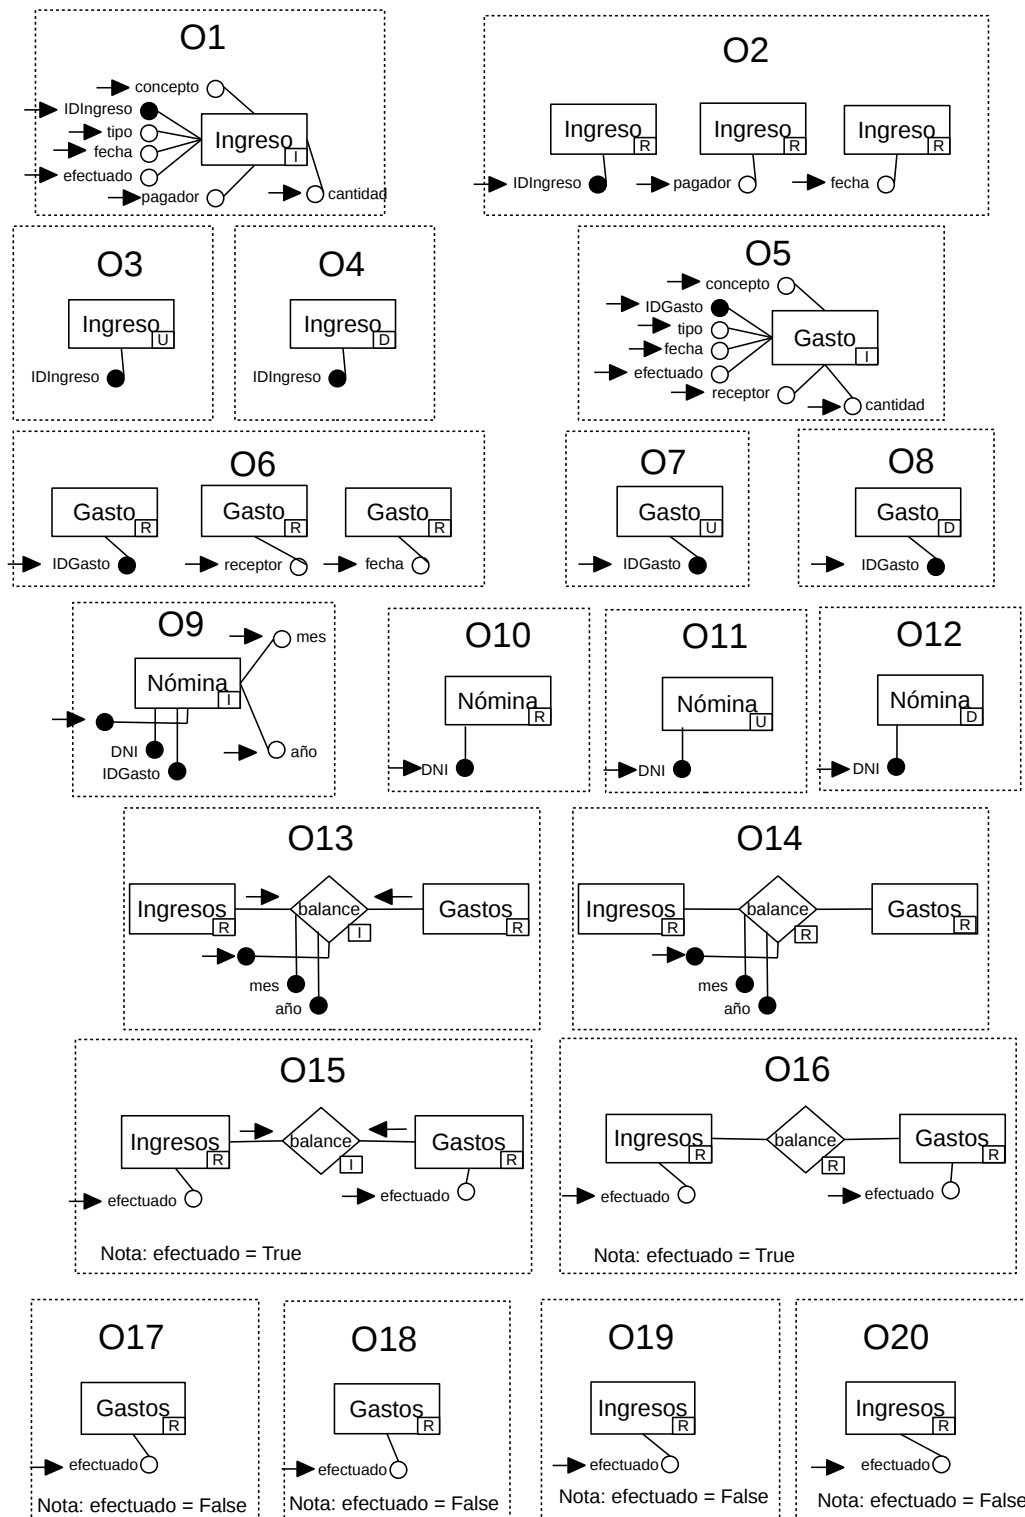 O1
concepto
IDIngreso
tipo
fecha
efectuado
pagador
Ingreso
I
cantidad
O2
Ingreso
R
IDIngreso
Ingreso
R
pagador
Ingreso
R
fecha
O3
Ingreso
U
IDIngreso
O4
Ingreso
D
IDIngreso
O5
concepto
IDGasto
tipo
fecha
efectuado
receptor
Gasto
I
cantidad
O6
Gasto
R
IDGasto
Gasto
R
receptor
Gasto
R
fecha
O7
Gasto
U
IDGasto
O8
Gasto
D
IDGasto
O9
mes
Nómina
I
DNI
IDGasto
año
O10
Nómina
R
DNI
O11
Nómina
U
DNI
O12
Nómina
D
DNI
O13
Ingresos
R
balance
I
Gastos
R
mes
año
O14
Ingresos
R
balance
R
Gastos
R
mes
año
O15
Ingresos
R
balance
I
Gastos
R
efectuado
efectuado
Nota: efectuado = True
O16
Ingresos
R
balance
R
Gastos
R
efectuado
efectuado
Nota: efectuado = True
O17
Gastos
R
efectuado
Nota: efectuado = False
O18
Gastos
R
efectuado
Nota: efectuado = False
O19
Ingresos
R
efectuado
Nota: efectuado = False
O20
Ingresos
R
efectuado
Nota: efectuado = False